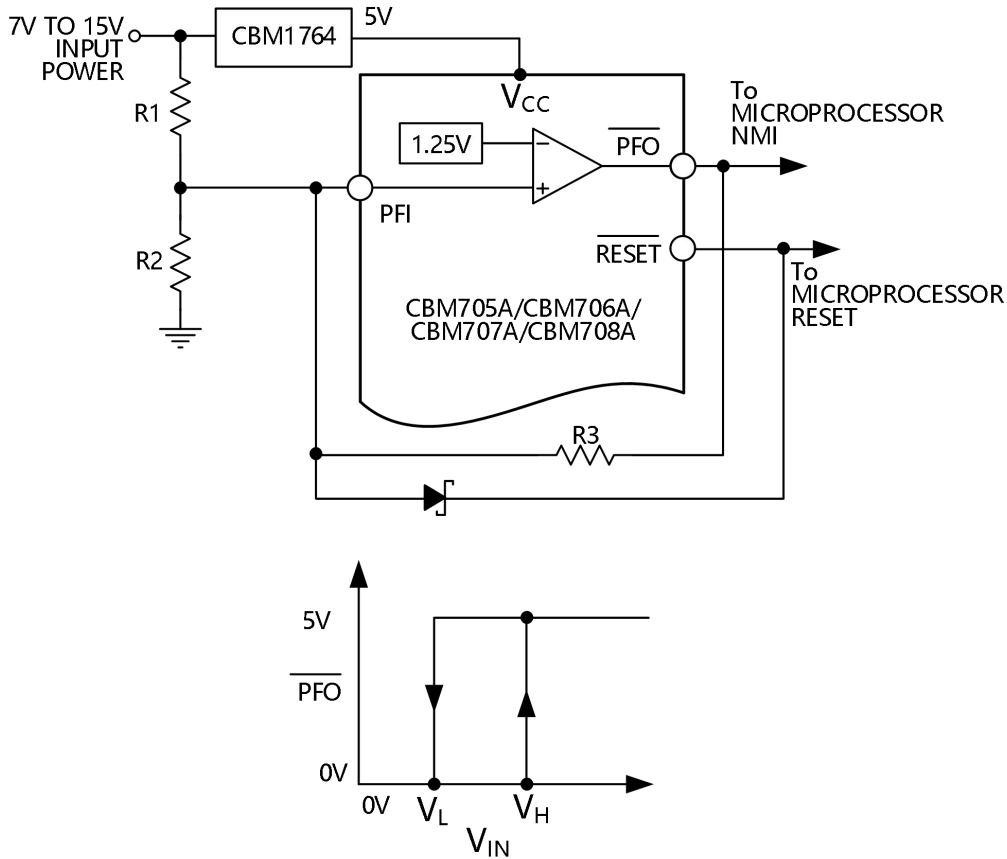 7V TO 15V
INPUT
POWER
CBM1764
5V
VCC
R1
1.25V
PFO
To
MICROPROCESSOR
NMI
−
+
PFI
R2
RESET
To
MICROPROCESSOR
RESET
CBM705A/CBM706A/
CBM707A/CBM708A
R3
5V
PFO
0V
0V
VL
VH
VIN